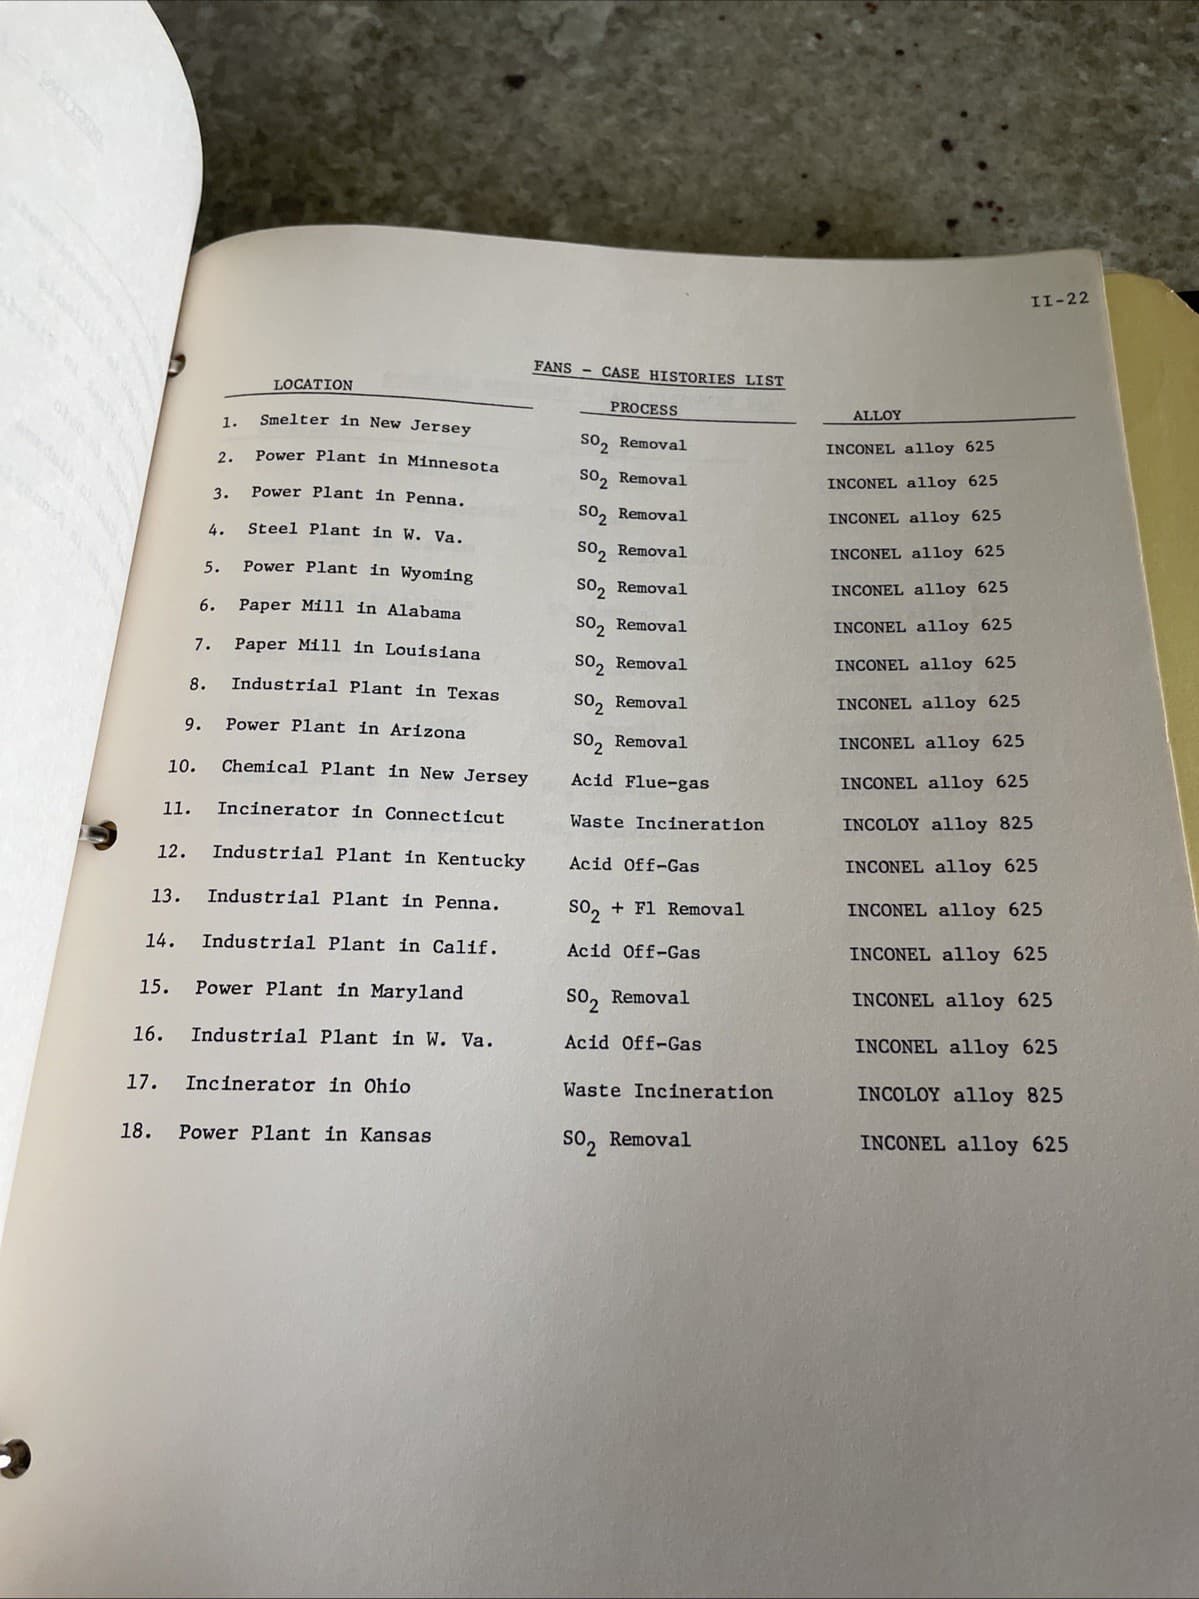 II-22
FANS - CASE HISTORIES LIST
LOCATION PROCESS ALLOY
1. Smelter in New Jersey SO2 Removal INCONEL alloy 625
2. Power Plant in Minnesota SO2 Removal INCONEL alloy 625
3. Power Plant in Penna. SO2 Removal INCONEL alloy 625
4. Steel Plant in W. Va. SO2 Removal INCONEL alloy 625
5. Power Plant in Wyoming SO2 Removal INCONEL alloy 625
6. Paper Mill in Alabama SO2 Removal INCONEL alloy 625
7. Paper Mill in Louisiana SO2 Removal INCONEL alloy 625
8. Industrial Plant in Texas SO2 Removal INCONEL alloy 625
9. Power Plant in Arizona SO2 Removal INCONEL alloy 625
10. Chemical Plant in New Jersey Acid Flue-gas INCONEL alloy 625
11. Incinerator in Connecticut Waste Incineration INCOLOY alloy 825
12. Industrial Plant in Kentucky Acid Off-Gas INCONEL alloy 625
13. Industrial Plant in Penna. SO2 + Fl Removal INCONEL alloy 625
14. Industrial Plant in Calif. Acid Off-Gas INCONEL alloy 625
15. Power Plant in Maryland SO2 Removal INCONEL alloy 625
16. Industrial Plant in W. Va. Acid Off-Gas INCONEL alloy 625
17. Incinerator in Ohio Waste Incineration INCOLOY alloy 825
18. Power Plant in Kansas SO2 Removal INCONEL alloy 625